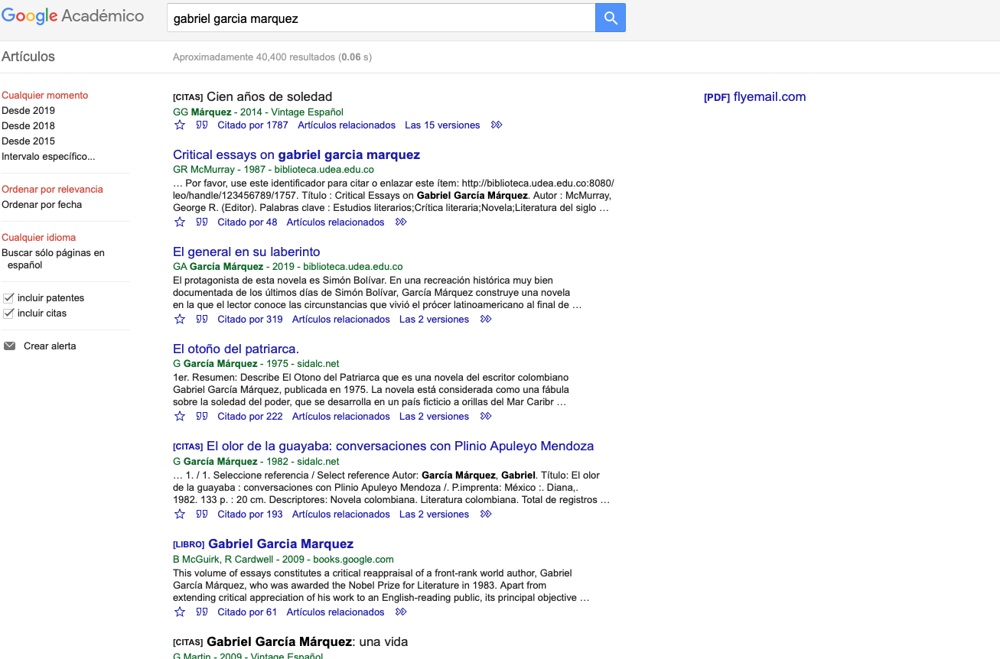 Google Académico
gabriel garcia marquez
Artículos
Aproximadamente 40,400 resultados (0.06 s)
Cualquier momento
Desde 2019
Desde 2018
Desde 2015
Intervalo específico...
Ordenar por relevancia
Ordenar por fecha
Cualquier idioma
Buscar sólo páginas en
español
incluir patentes
incluir citas
Crear alerta
[CITAS] Cien años de soledad
GG Márquez - 2014 - Vintage Español
Citado por 1787 Artículos relacionados Las 15 versiones
[PDF] flyemail.com
Critical essays on gabriel garcia marquez
GR McMurray - 1987 - biblioteca.udea.edu.co
… Por favor, use este identificador para citar o enlazar este ítem: http://biblioteca.udea.edu.co:8080/
leo/handle/123456789/1757. Título : Critical Essays on Gabriel García Márquez. Autor : McMurray,
George R. (Editor). Palabras clave : Estudios literarios;Crítica literaria;Novela;Literatura del siglo …
Citado por 48 Artículos relacionados
El general en su laberinto
GA García Márquez - 2019 - biblioteca.udea.edu.co
El protagonista de esta novela es Simón Bolívar. En una recreación histórica muy bien
documentada de los últimos días de Simón Bolívar, García Márquez construye una novela
en la que el lector conoce las circunstancias que vivió el prócer latinoamericano al final de …
Citado por 319 Artículos relacionados Las 2 versiones
El otoño del patriarca.
G García Márquez - 1975 - sidalc.net
1er. Resumen: Describe El Otono del Patriarca que es una novela del escritor colombiano
Gabriel García Márquez, publicada en 1975. La novela está considerada como una fábula
sobre la soledad del poder, que se desarrolla en un país ficticio a orillas del Mar Caribr …
Citado por 222 Artículos relacionados Las 2 versiones
[CITAS] El olor de la guayaba: conversaciones con Plinio Apuleyo Mendoza
G García Márquez - 1982 - sidalc.net
… 1. / 1. Seleccione referencia / Select reference Autor: García Márquez, Gabriel. Título: El olor
de la guayaba : conversaciones con Plinio Apuleyo Mendoza /. P.imprenta: México :. Diana,.
1982. 133 p. : 20 cm. Descriptores: Novela colombiana. Literatura colombiana. Total de registros …
Citado por 193 Artículos relacionados Las 2 versiones
[LIBRO] Gabriel Garcia Marquez
B McGuirk, R Cardwell - 2009 - books.google.com
This volume of essays constitutes a critical reappraisal of a front-rank world author, Gabriel
García Márquez, who was awarded the Nobel Prize for Literature in 1983. Apart from
extending critical appreciation of his work to an English-reading public, its principal objective …
Citado por 61 Artículos relacionados
[CITAS] Gabriel García Márquez: una vida
G Martin - 2009 - Vintage Español